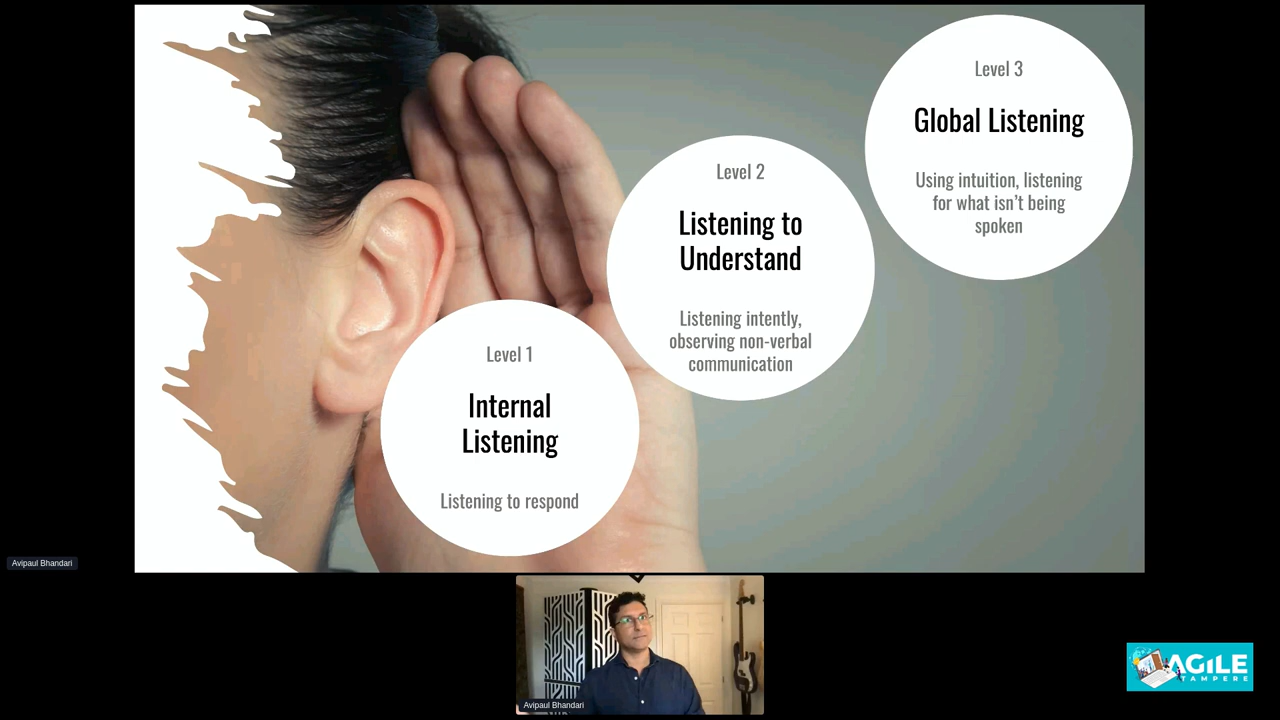 Level 3
Global Listening
Using intuition, listening
for what isn't being
spoken
Level 2
Listening to
Understand
Listening intently,
observing non-verbal
communication
Level 1
Internal
Listening
Listening to respond
Avipaul Bhandari
Avipaul Bhandari
AGILE
TAMPERE